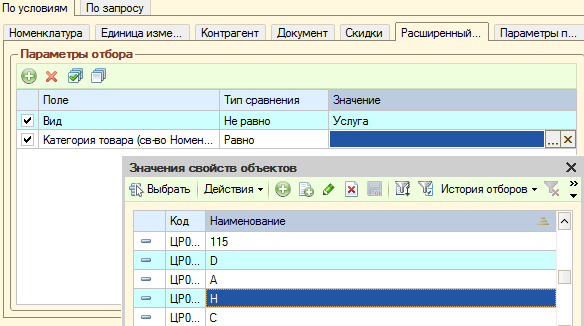 По условиям По запросу
Номенклатура Единица изме... Контрагент Документ Скидки Расширенный... Параметры п...
Параметры отбора
Поле Тип сравнения Значение
Вид Не равно Услуга
Категория товара (св-во Номен... Равно ...
Значения свойств объектов
Выбрать Действия История отборов
Код Наименование
ЦР0... 115
ЦР0... D
ЦР0... A
ЦР0... H
ЦР0... C